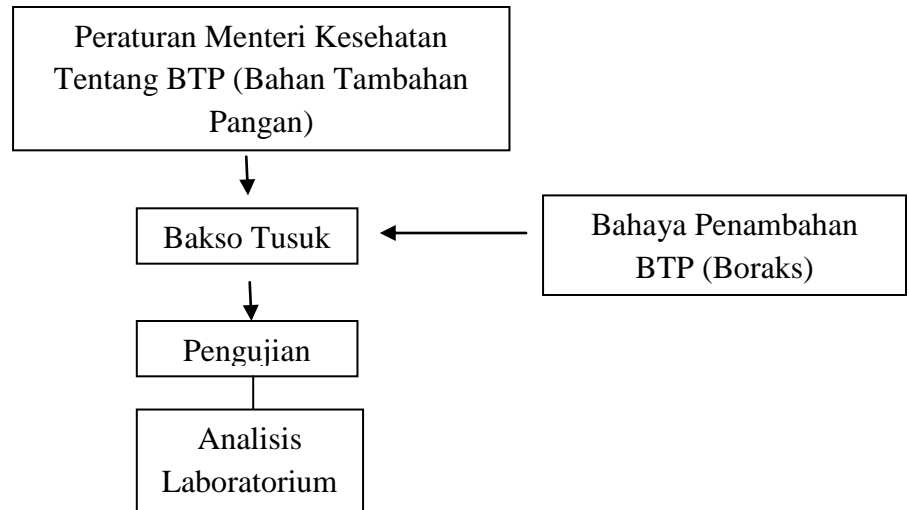 Peraturan Menteri Kesehatan
Tentang BTP (Bahan Tambahan
Pangan)
Bakso Tusuk
Bahaya Penambahan
BTP (Boraks)
Pengujian
Analisis
Laboratorium